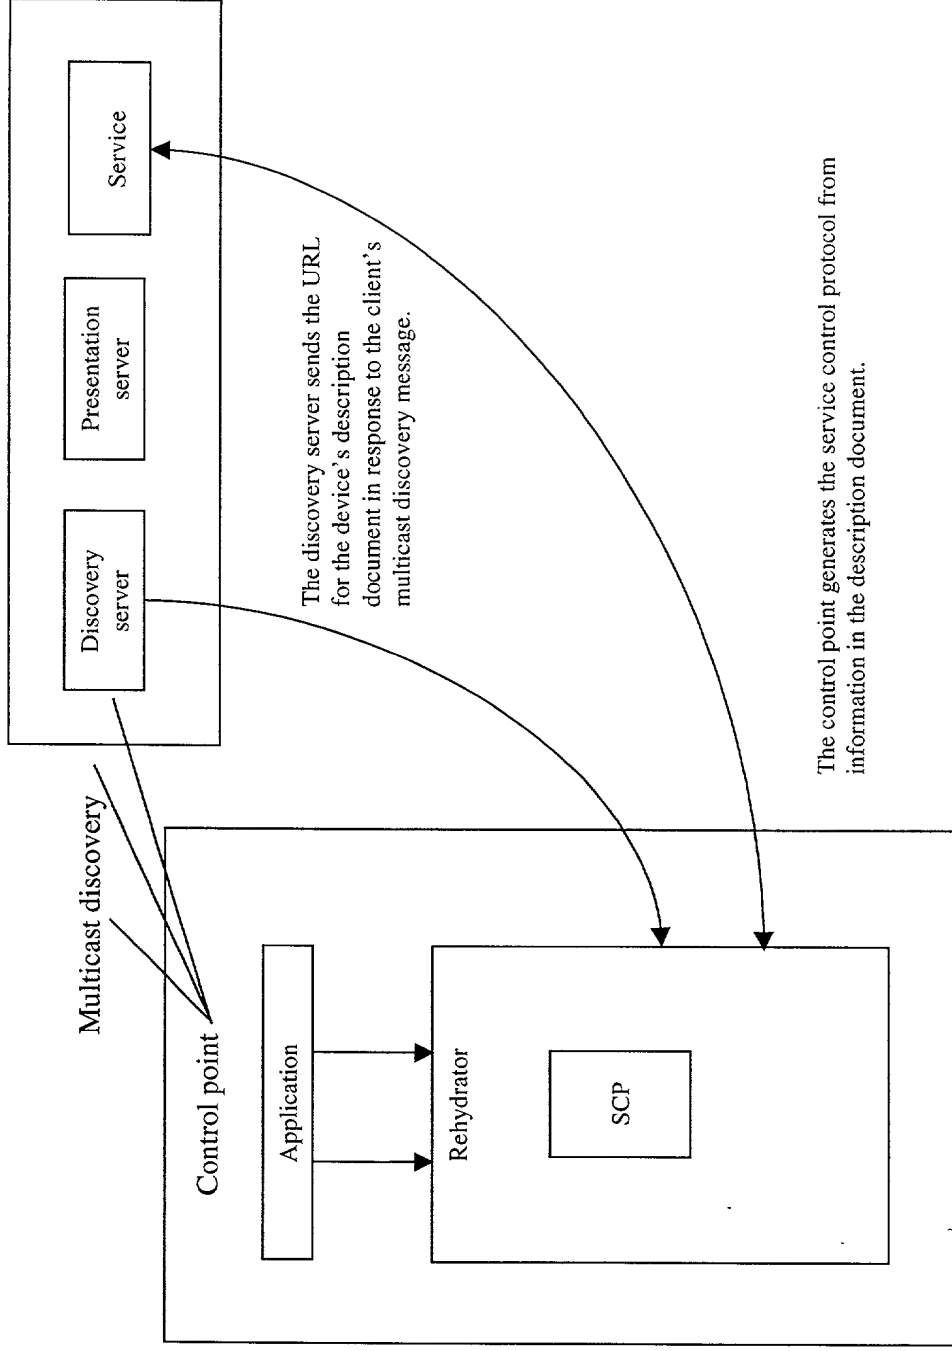 Multicast discovery
Control point
Application
Rehydrator
SCP
Discovery
server
Presentation
server
Service
The discovery server sends the URL
for the device's description
document in response to the client's
multicast discovery message.
The control point generates the service control protocol from
information in the description document.